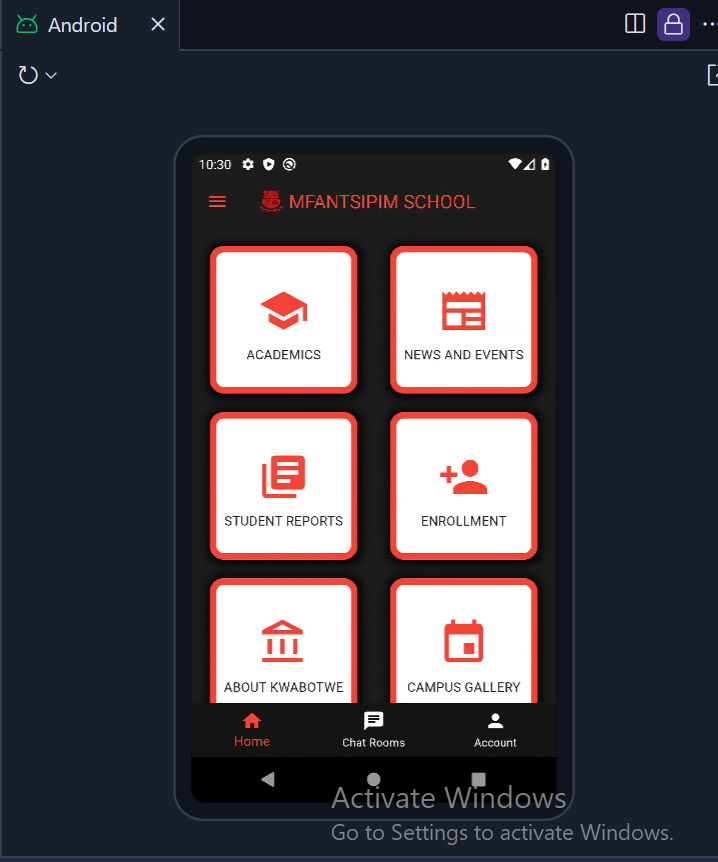 Android
10:30
MFANTSIPIM SCHOOL
ACADEMICS
NEWS AND EVENTS
STUDENT REPORTS
ENROLLMENT
ABOUT KWABOTWE
CAMPUS GALLERY
Home
Chat Rooms
Account
Activate Windows
Go to Settings to activate Windows.